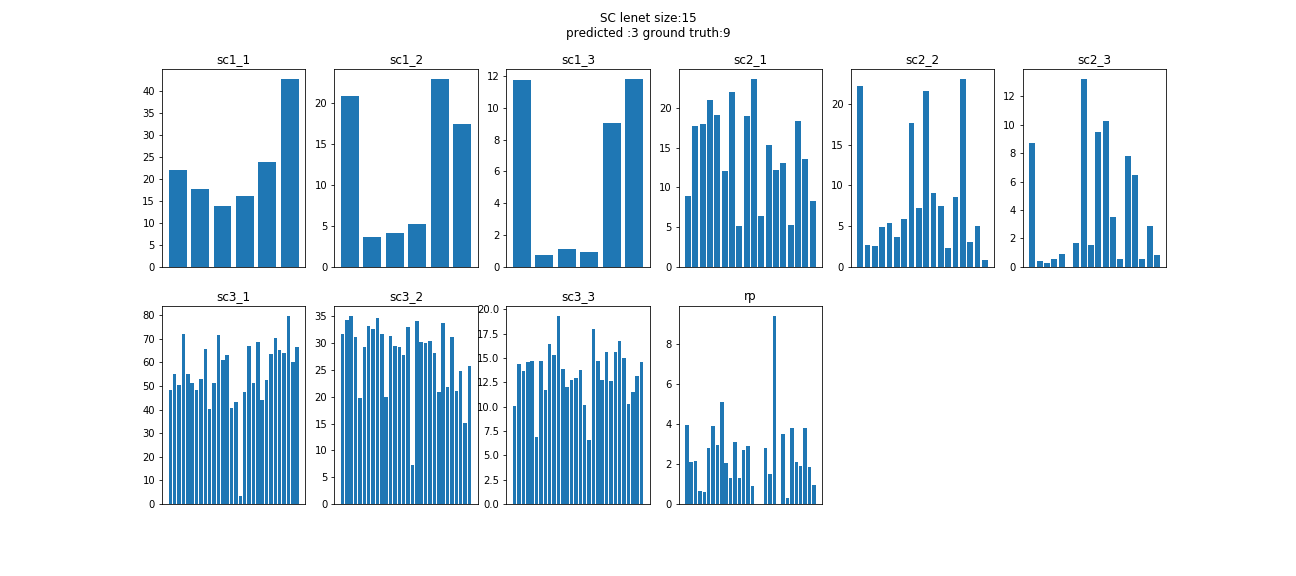 SC lenet size:15
predicted :3 ground truth:9
sc1_1 sc1_2 sc1_3 sc2_1 sc2_2 sc2_3
0 5 10 15 20 25 30 35 40
0 5 10 15 20
0 2 4 6 8 10 12
0 5 10 15 20
0 5 10 15 20
0 2 4 6 8 10 12
sc3_1 sc3_2 sc3_3 rp
0 10 20 30 40 50 60 70 80
0 5 10 15 20 25 30 35
0.0 2.5 5.0 7.5 10.0 12.5 15.0 17.5 20.0
0 2 4 6 8